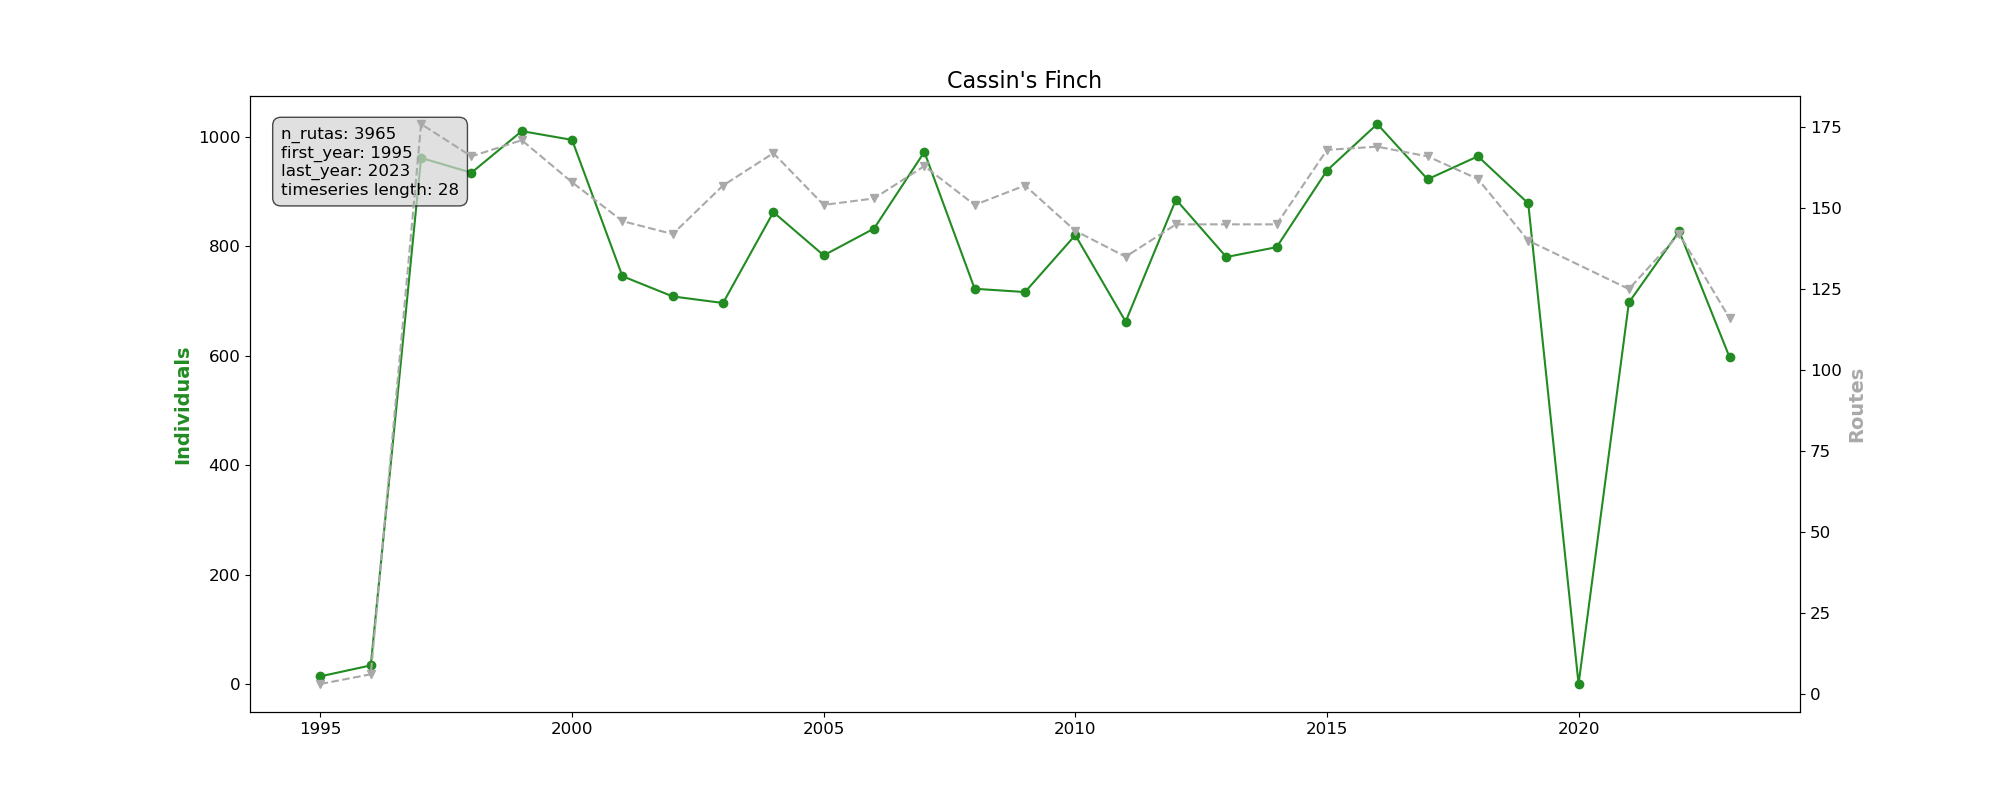 Cassin's Finch
n_rutas: 3965
first_year: 1995
last_year: 2023
timeseries length: 28
Individuals
1000
800
600
400
200
0
1995
2000
2005
2010
2015
2020
175
150
125
100
75
50
25
0
Routes